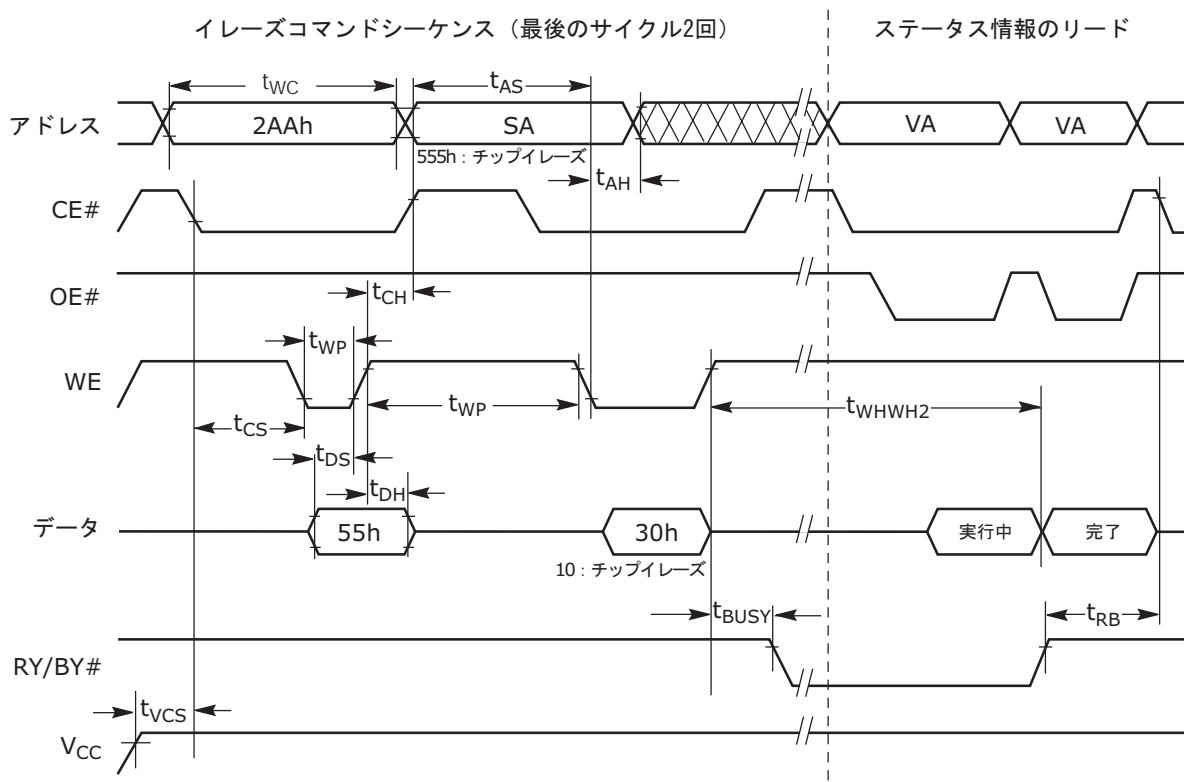 イレーズコマンドシーケンス（最後のサイクル2回）
ステータス情報のリード
tWC
tAS
アドレス
2AAh
SA
VA
VA
555h：チップイレーズ
tAH
CE#
OE#
tCH
tWP
WE
tWP
tWHWH2
tCS
tDS
tDH
データ
55h
30h
実行中
完了
10：チップイレーズ
tBUSY
tRB
RY/BY#
tVCS
VCC